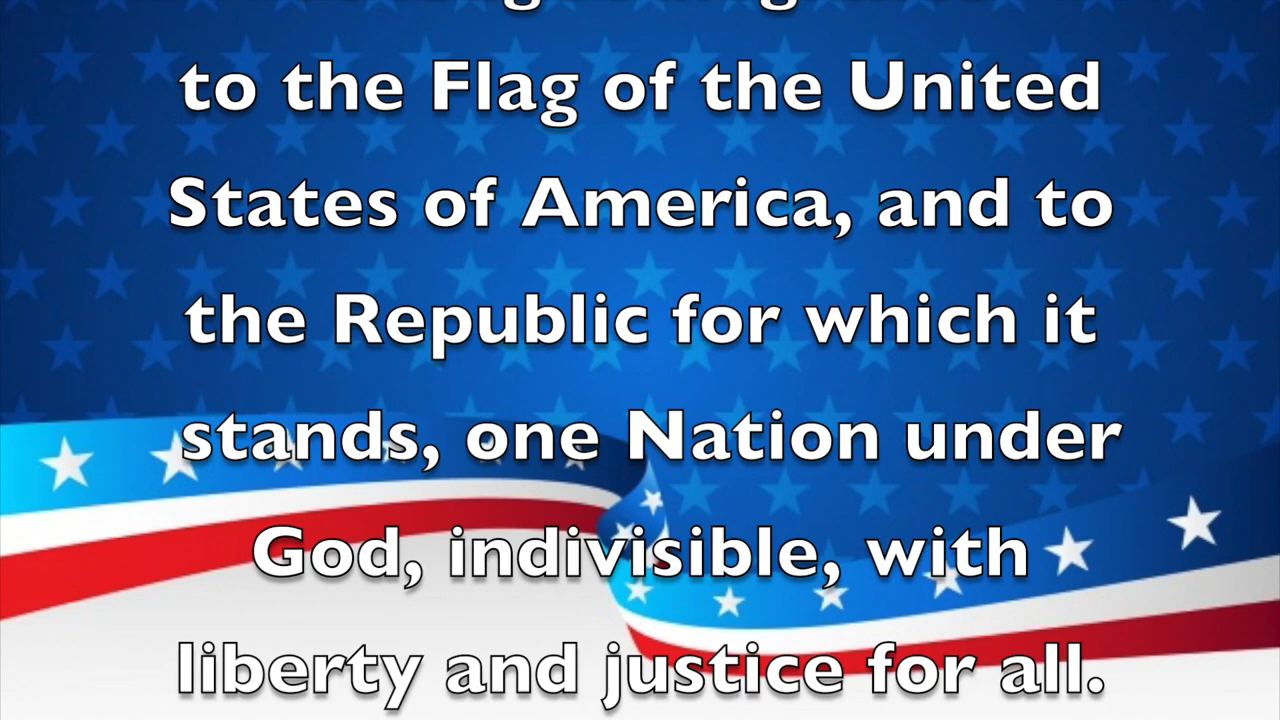 to the Flag of the United
States of America, and to
the Republic for which it
stands, one Nation under
God, indivisible, with
liberty and justice for all.